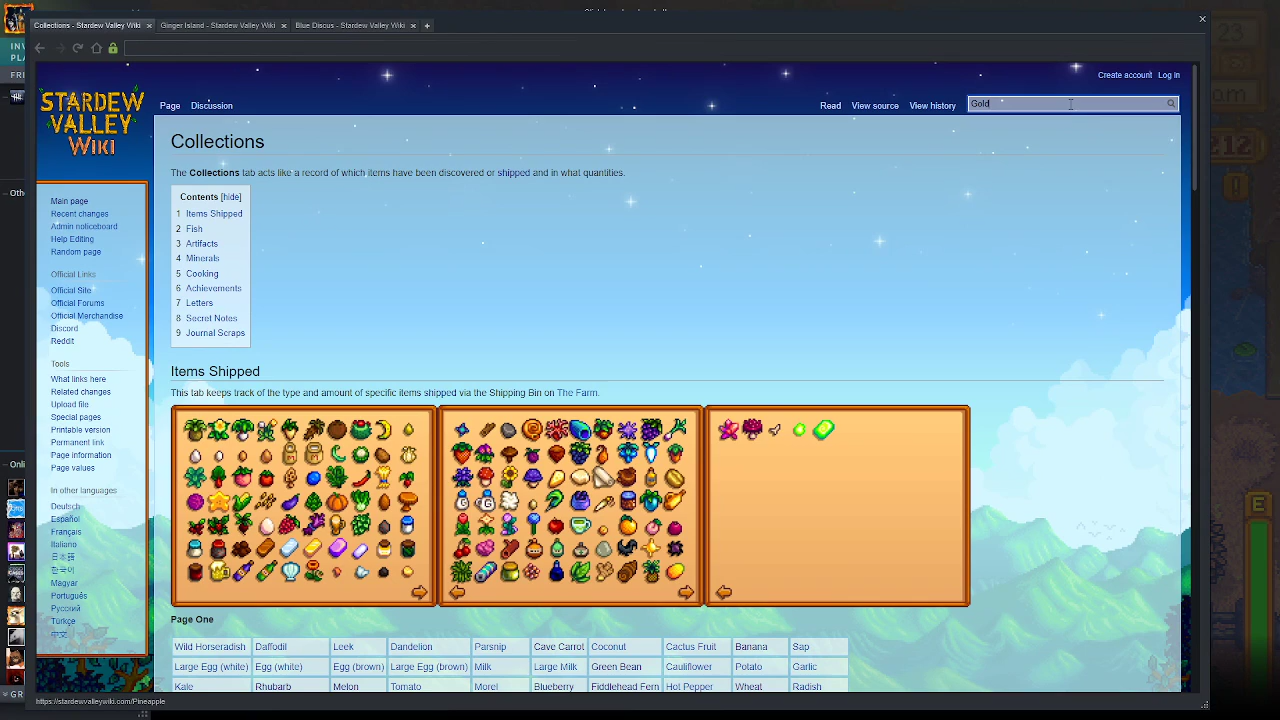 Collections - Stardew Valley Wiki
Ginger Island - Stardew Valley Wiki
Blue Discus - Stardew Valley Wiki
INV
PLA
FRI
Create account Log in
STARDEW
VALLEY
WIKI
Page Discussion
Read View source View history
Gold
Collections
The Collections tab acts like a record of which items have been discovered or shipped and in what quantities.
Contents [hide]
1 Items Shipped
2 Fish
3 Artifacts
4 Minerals
5 Cooking
6 Achievements
7 Letters
8 Secret Notes
9 Journal Scraps
Main page
Recent changes
Admin noticeboard
Help Editing
Random page
Official Links
Official Site
Official Forums
Official Merchandise
Discord
Reddit
Tools
What links here
Related changes
Upload file
Special pages
Printable version
Permanent link
Page information
Page values
In other languages
Deutsch
Español
Français
Italiano
日本語
한국어
Magyar
Português
Русский
Türkçe
中文
Items Shipped
This tab keeps track of the type and amount of specific items shipped via the Shipping Bin on The Farm.
Page One
Wild Horseradish Daffodil Leek Dandelion Parsnip Cave Carrot Coconut Cactus Fruit Banana Sap
Large Egg (white) Egg (white) Egg (brown) Large Egg (brown) Milk Large Milk Green Bean Cauliflower Potato Garlic
Kale Rhubarb Melon Tomato Morel Blueberry Fiddlehead Fern Hot Pepper Wheat Radish
https://stardewvalleywiki.com/Pineapple
Oth
Onli
GR
23
212
E